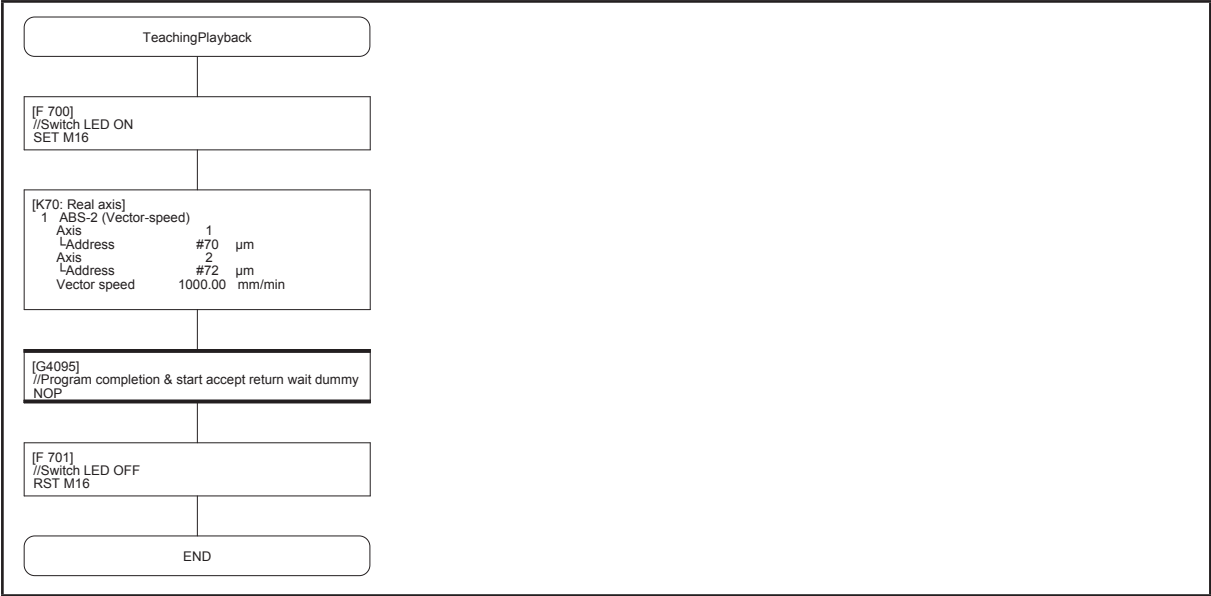 TeachingPlayback
[F 700]
//Switch LED ON
SET M16
[K70: Real axis]
1 ABS-2 (Vector-speed)
Axis 1
└Address #70 µm
Axis 2
└Address #72 µm
Vector speed 1000.00 mm/min
[G4095]
//Program completion & start accept return wait dummy
NOP
[F 701]
//Switch LED OFF
RST M16
END